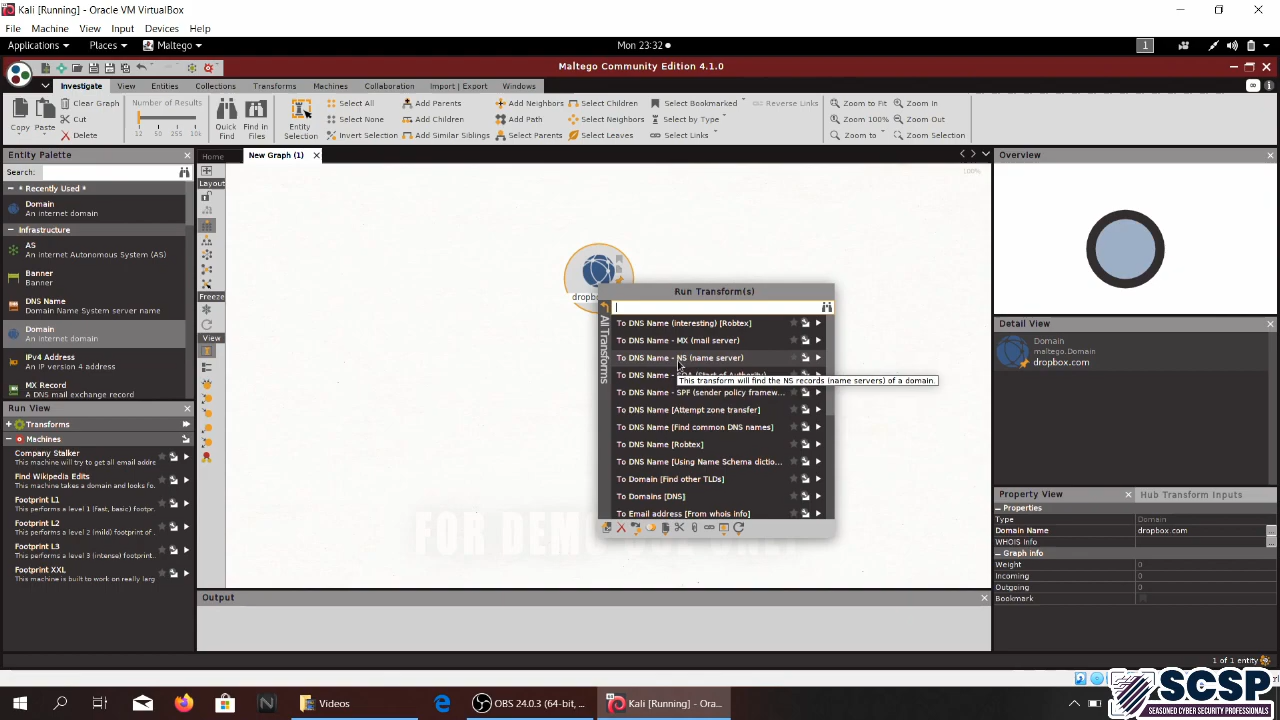 Kali [Running] - Oracle VM VirtualBox
File Machine View Input Devices Help
Applications Places Maltego Mon 23:32 1
Maltego Community Edition 4.1.0
Investigate View Entities Collections Transforms Machines Collaboration Import | Export Windows
Copy Paste Clear Graph Cut Delete
Number of Results
12 50 255 10k
Quick Find
Find in Files
Entity Selection
Select All Add Parents Add Neighbors Select Children Select Bookmarked Reverse Links Zoom to Fit Zoom In
Select None Add Children Add Path Select Neighbors Select by Type Zoom 100% Zoom Out
Invert Selection Add Similar Siblings Select Parents Select Leaves Select Links Zoom to Zoom Selection
Entity Palette
Search:
* Recently Used *
Domain
An internet domain
Infrastructure
AS
An internet Autonomous System (AS)
Banner
Banner
DNS Name
Domain Name System server name
Domain
An internet domain
IPv4 Address
An IP version 4 address
MX Record
A DNS mail exchange record
Run View
Transforms
Machines
Company Stalker
This machine will try to get all email addre
Find Wikipedia Edits
This machine takes a domain and looks fo
Footprint L1
This performs a level 1 (fast, basic) footpri
Footprint L2
This performs a level 2 (mild) footprint of
Footprint L3
This performs a level 3 (intense) footprint
Footprint XXL
This machine is built to work on really larg
Home New Graph (1)
Layout
Freeze
View
100%
Run Transform(s)
All Transforms
To DNS Name (interesting) [Robtex]
To DNS Name - MX (mail server)
To DNS Name - NS (name server)
This transform will find the NS records (name servers) of a domain.
To DNS Name - SPF (sender policy framew...
To DNS Name [Attempt zone transfer]
To DNS Name [Find common DNS names]
To DNS Name [Robtex]
To DNS Name [Using Name Schema dictio...
To Domain [Find other TLDs]
To Domains [DNS]
To Email address [From whois info]
Output
Overview
Detail View
Domain
maltego.Domain
dropbox.com
Property View Hub Transform Inputs
Properties
Type Domain
Domain Name dropbox.com
WHOIS Info
Graph info
Weight 0
Incoming 0
Outgoing 0
Bookmark
1 of 1 entity
Videos
OBS 24.0.3 (64-bit, ...
Kali [Running] - Ora...
SCSP
SEASONED CYBER SECURITY PROFESSIONALS